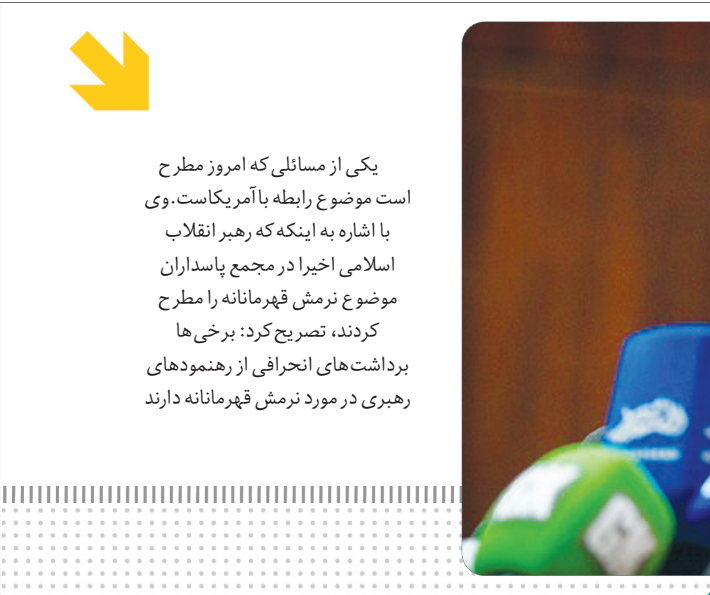 یکی از مسائلی که امروز مطرح
است موضوع رابطه با آمریکاست. وی
با اشاره به اینکه که رهبر انقلاب
اسلامی اخیرا در مجمع پاسداران
موضوع نرمش قهرمانانه را مطرح
کردند، تصریح کرد: برخی ها
برداشت‌های انحرافی از رهنمودهای
رهبری در مورد نرمش قهرمانانه دارند